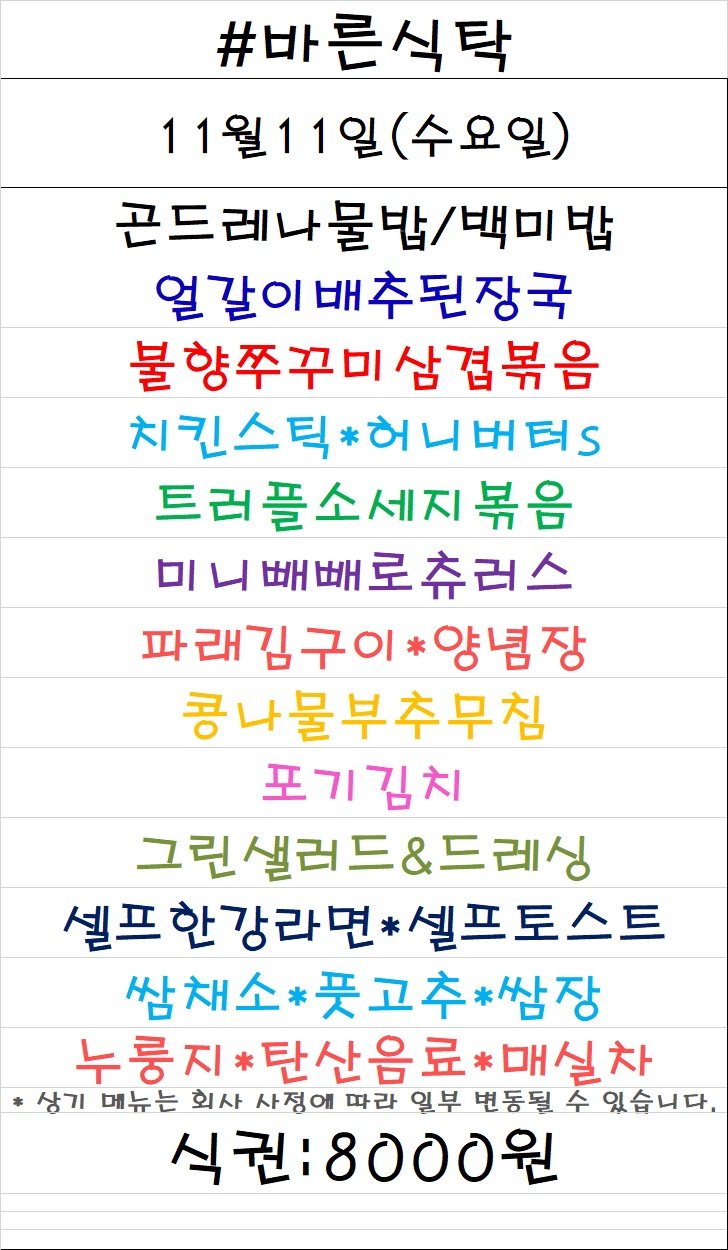 #바른식탁
11월11일(수요일)
곤드레나물밥/백미밥
얼갈이배추된장국
불향쭈꾸미삼겹볶음
치킨스틱*허니버터s
트러플소세지볶음
미니빼빼로츄러스
파래김구이*양념장
콩나물부추무침
포기김치
그린샐러드&드레싱
셀프한강라면*셀프토스트
쌈채소*풋고추*쌈장
누룽지*탄산음료*매실차
* 상기 메뉴는 회사 사정에 따라 일부 변동될 수 있습니다.
식권:8000원